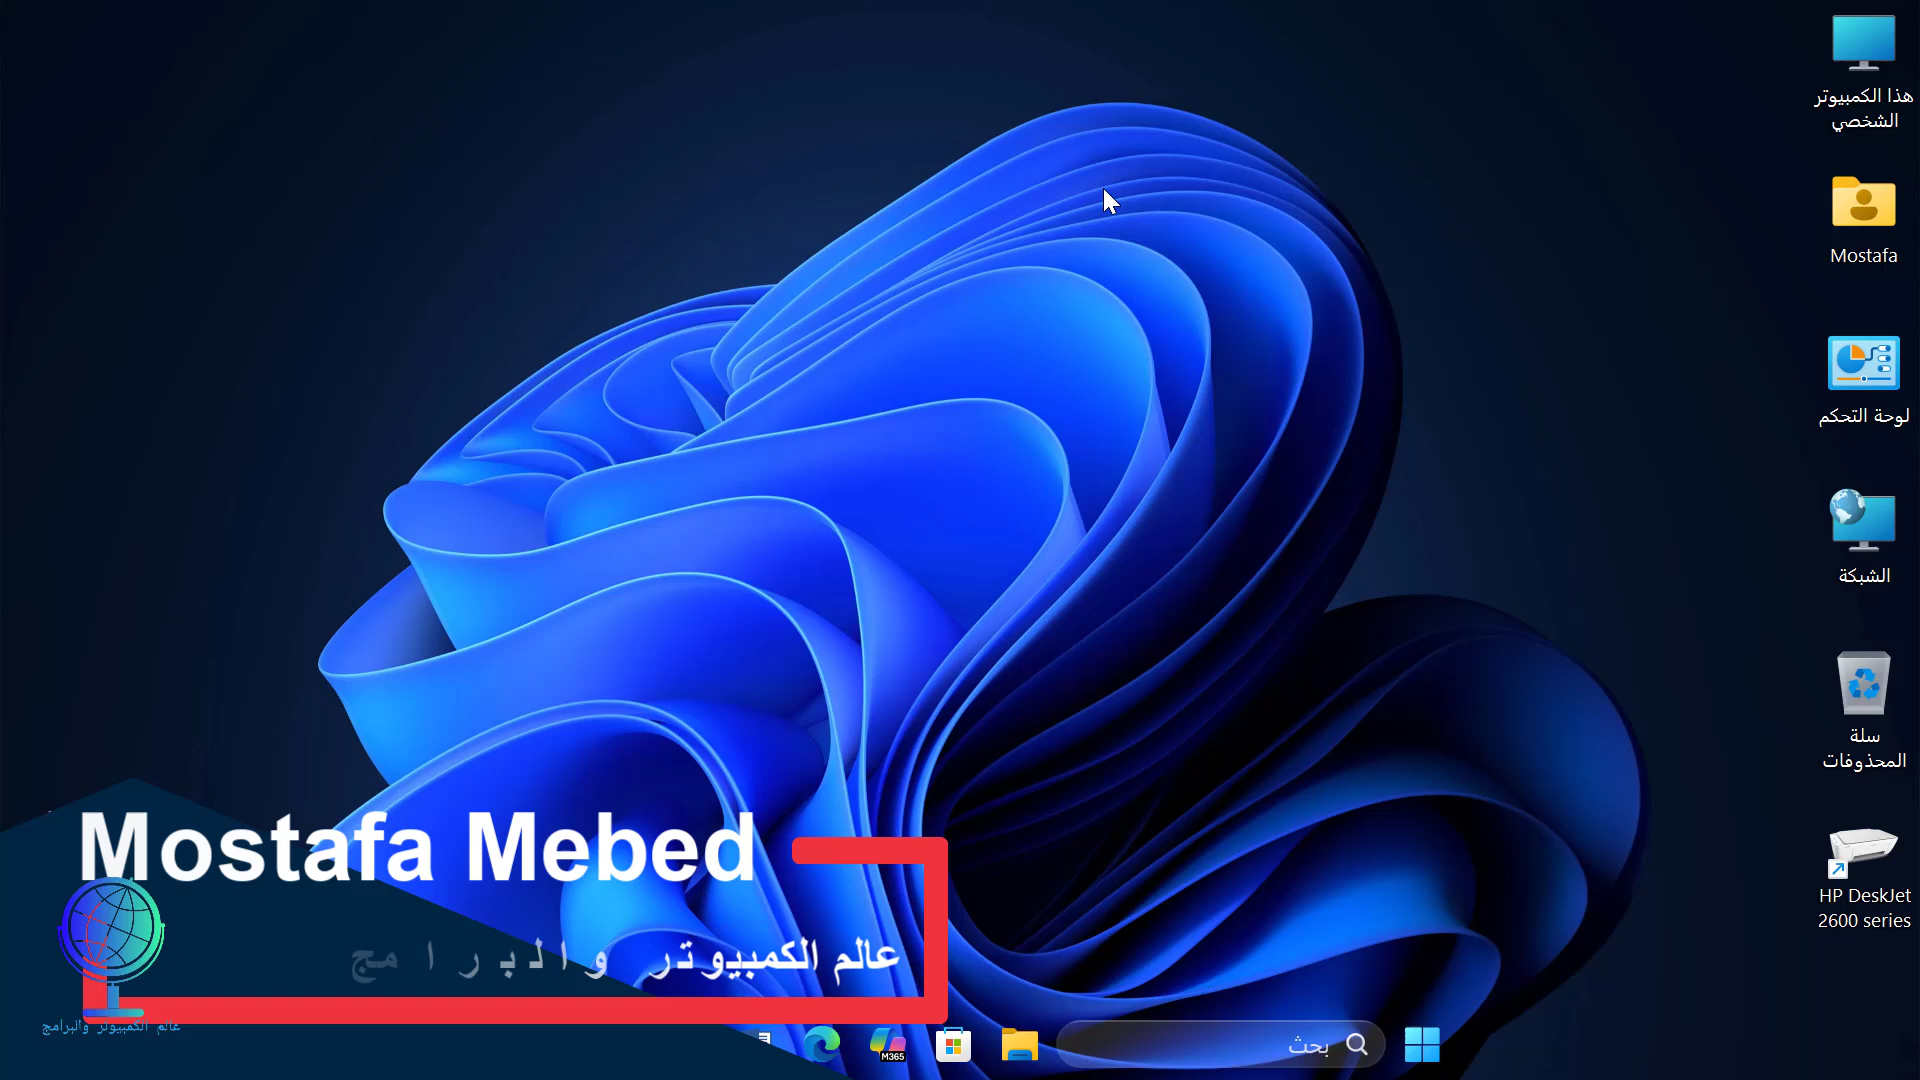 هذا الكمبيوتر
الشخصي
Mostafa
لوحة التحكم
الشبكة
سلة
المحذوفات
HP DeskJet
2600 series
Mostafa Mebed
عالم الكمبيوتر والبرامج
عالم الكمبيوتر والبرامج
بحث
M365